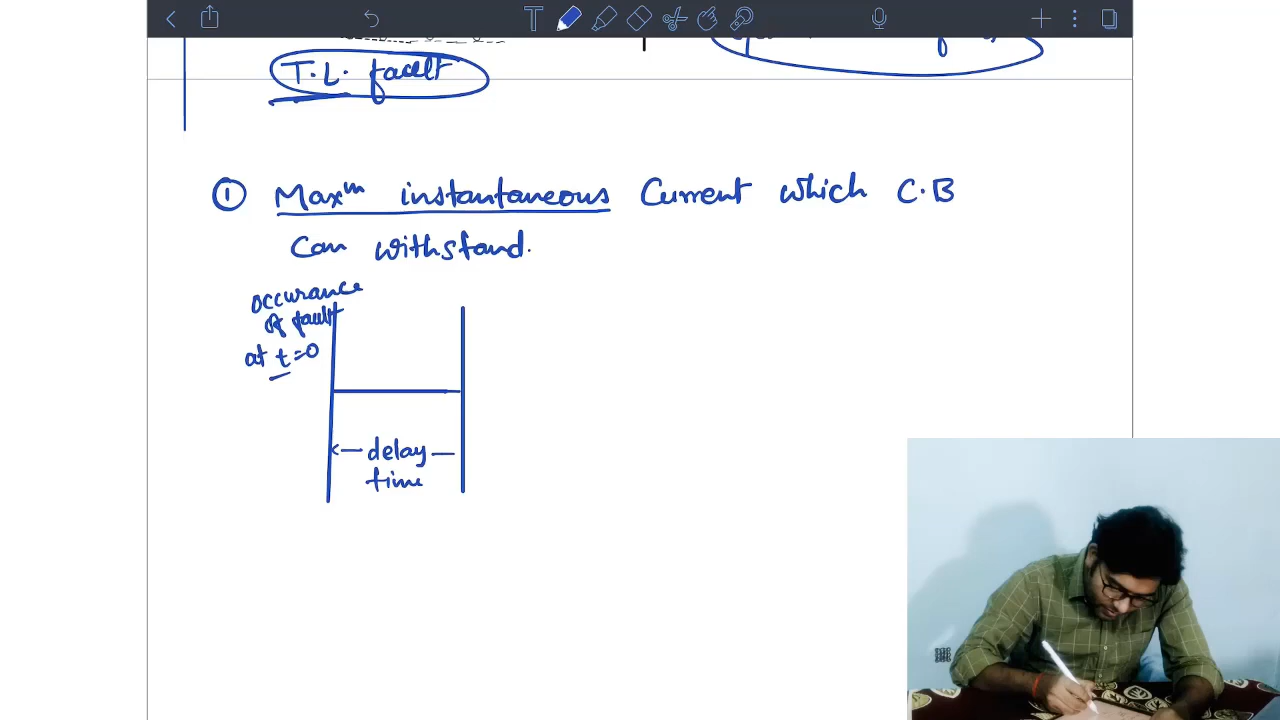 T.L. fault
① Maxᵐ instantaneous Current which C.B
Can withstand.
occurance
of fault
at t=0
delay
time